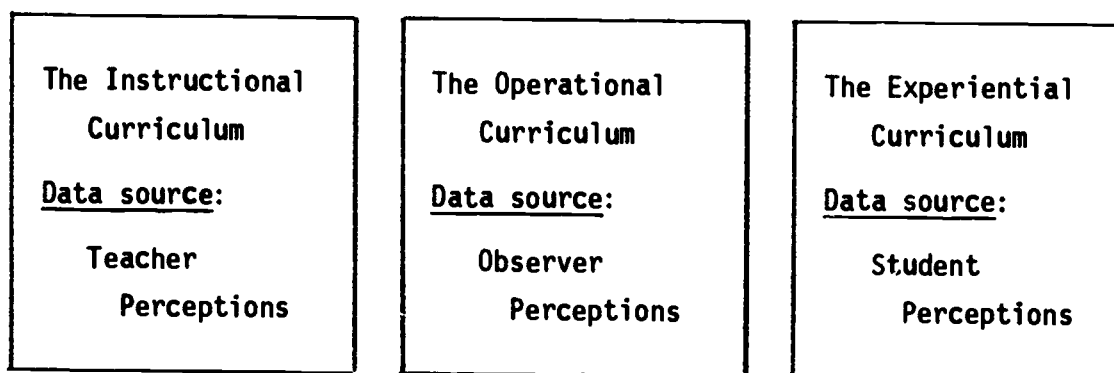 The Instructional
Curriculum
Data source:
Teacher
Perceptions
The Operational
Curriculum
Data source:
Observer
Perceptions
The Experiential
Curriculum
Data source:
Student
Perceptions